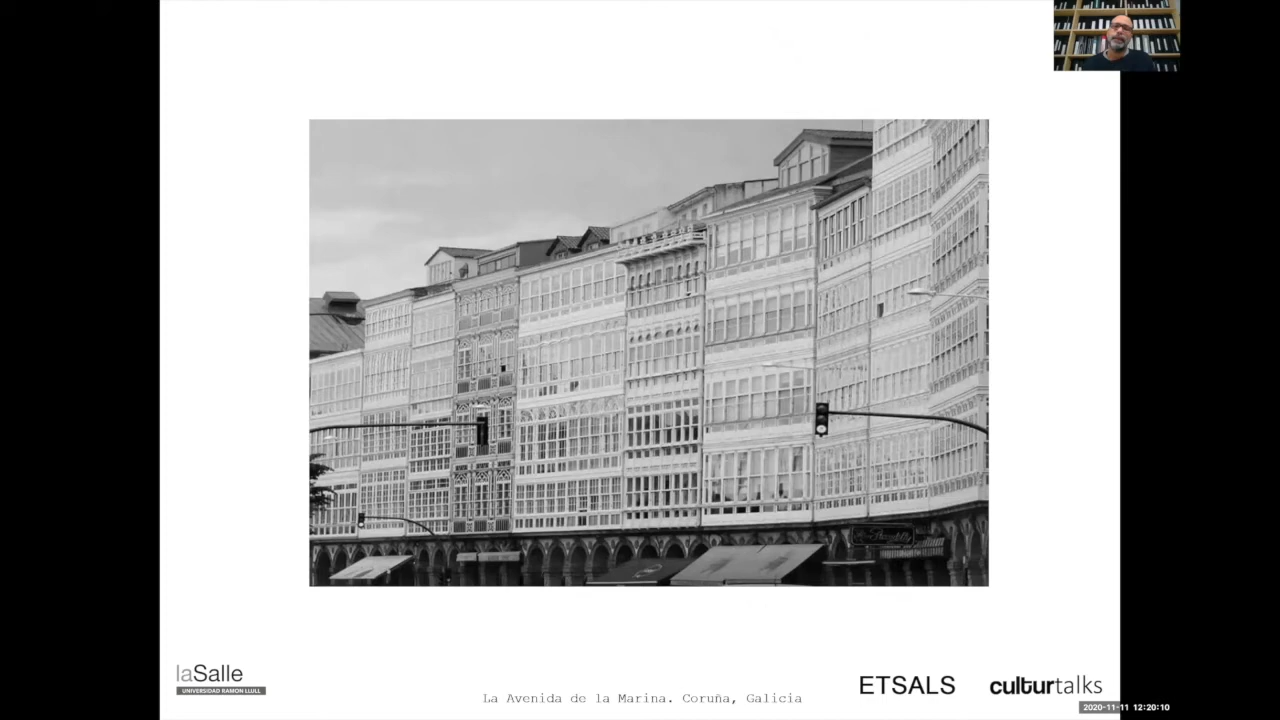 laSalle
UNIVERSIDAD RAMON LLULL
La Avenida de la Marina. Coruña, Galicia
ETSALS
culturtalks
2020-11-11 12:20:10